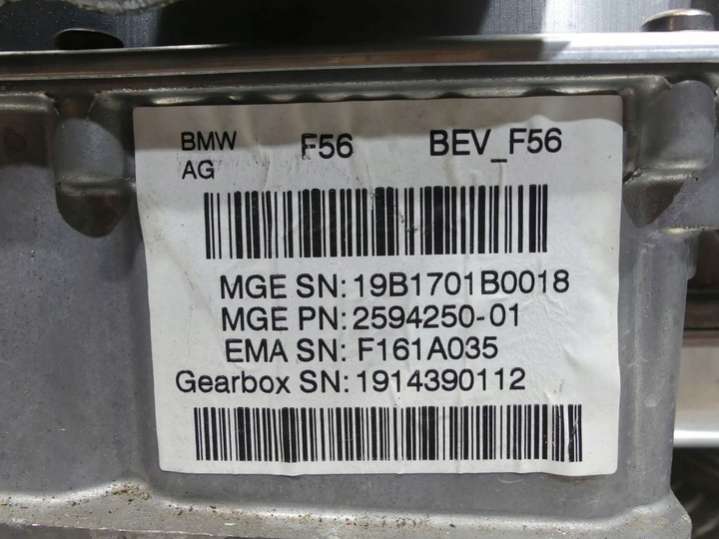 BMW AG F56 BEV_F56
MGE SN: 19B1701B0018
MGE PN: 2594250-01
EMA SN: F161A035
Gearbox SN: 1914390112